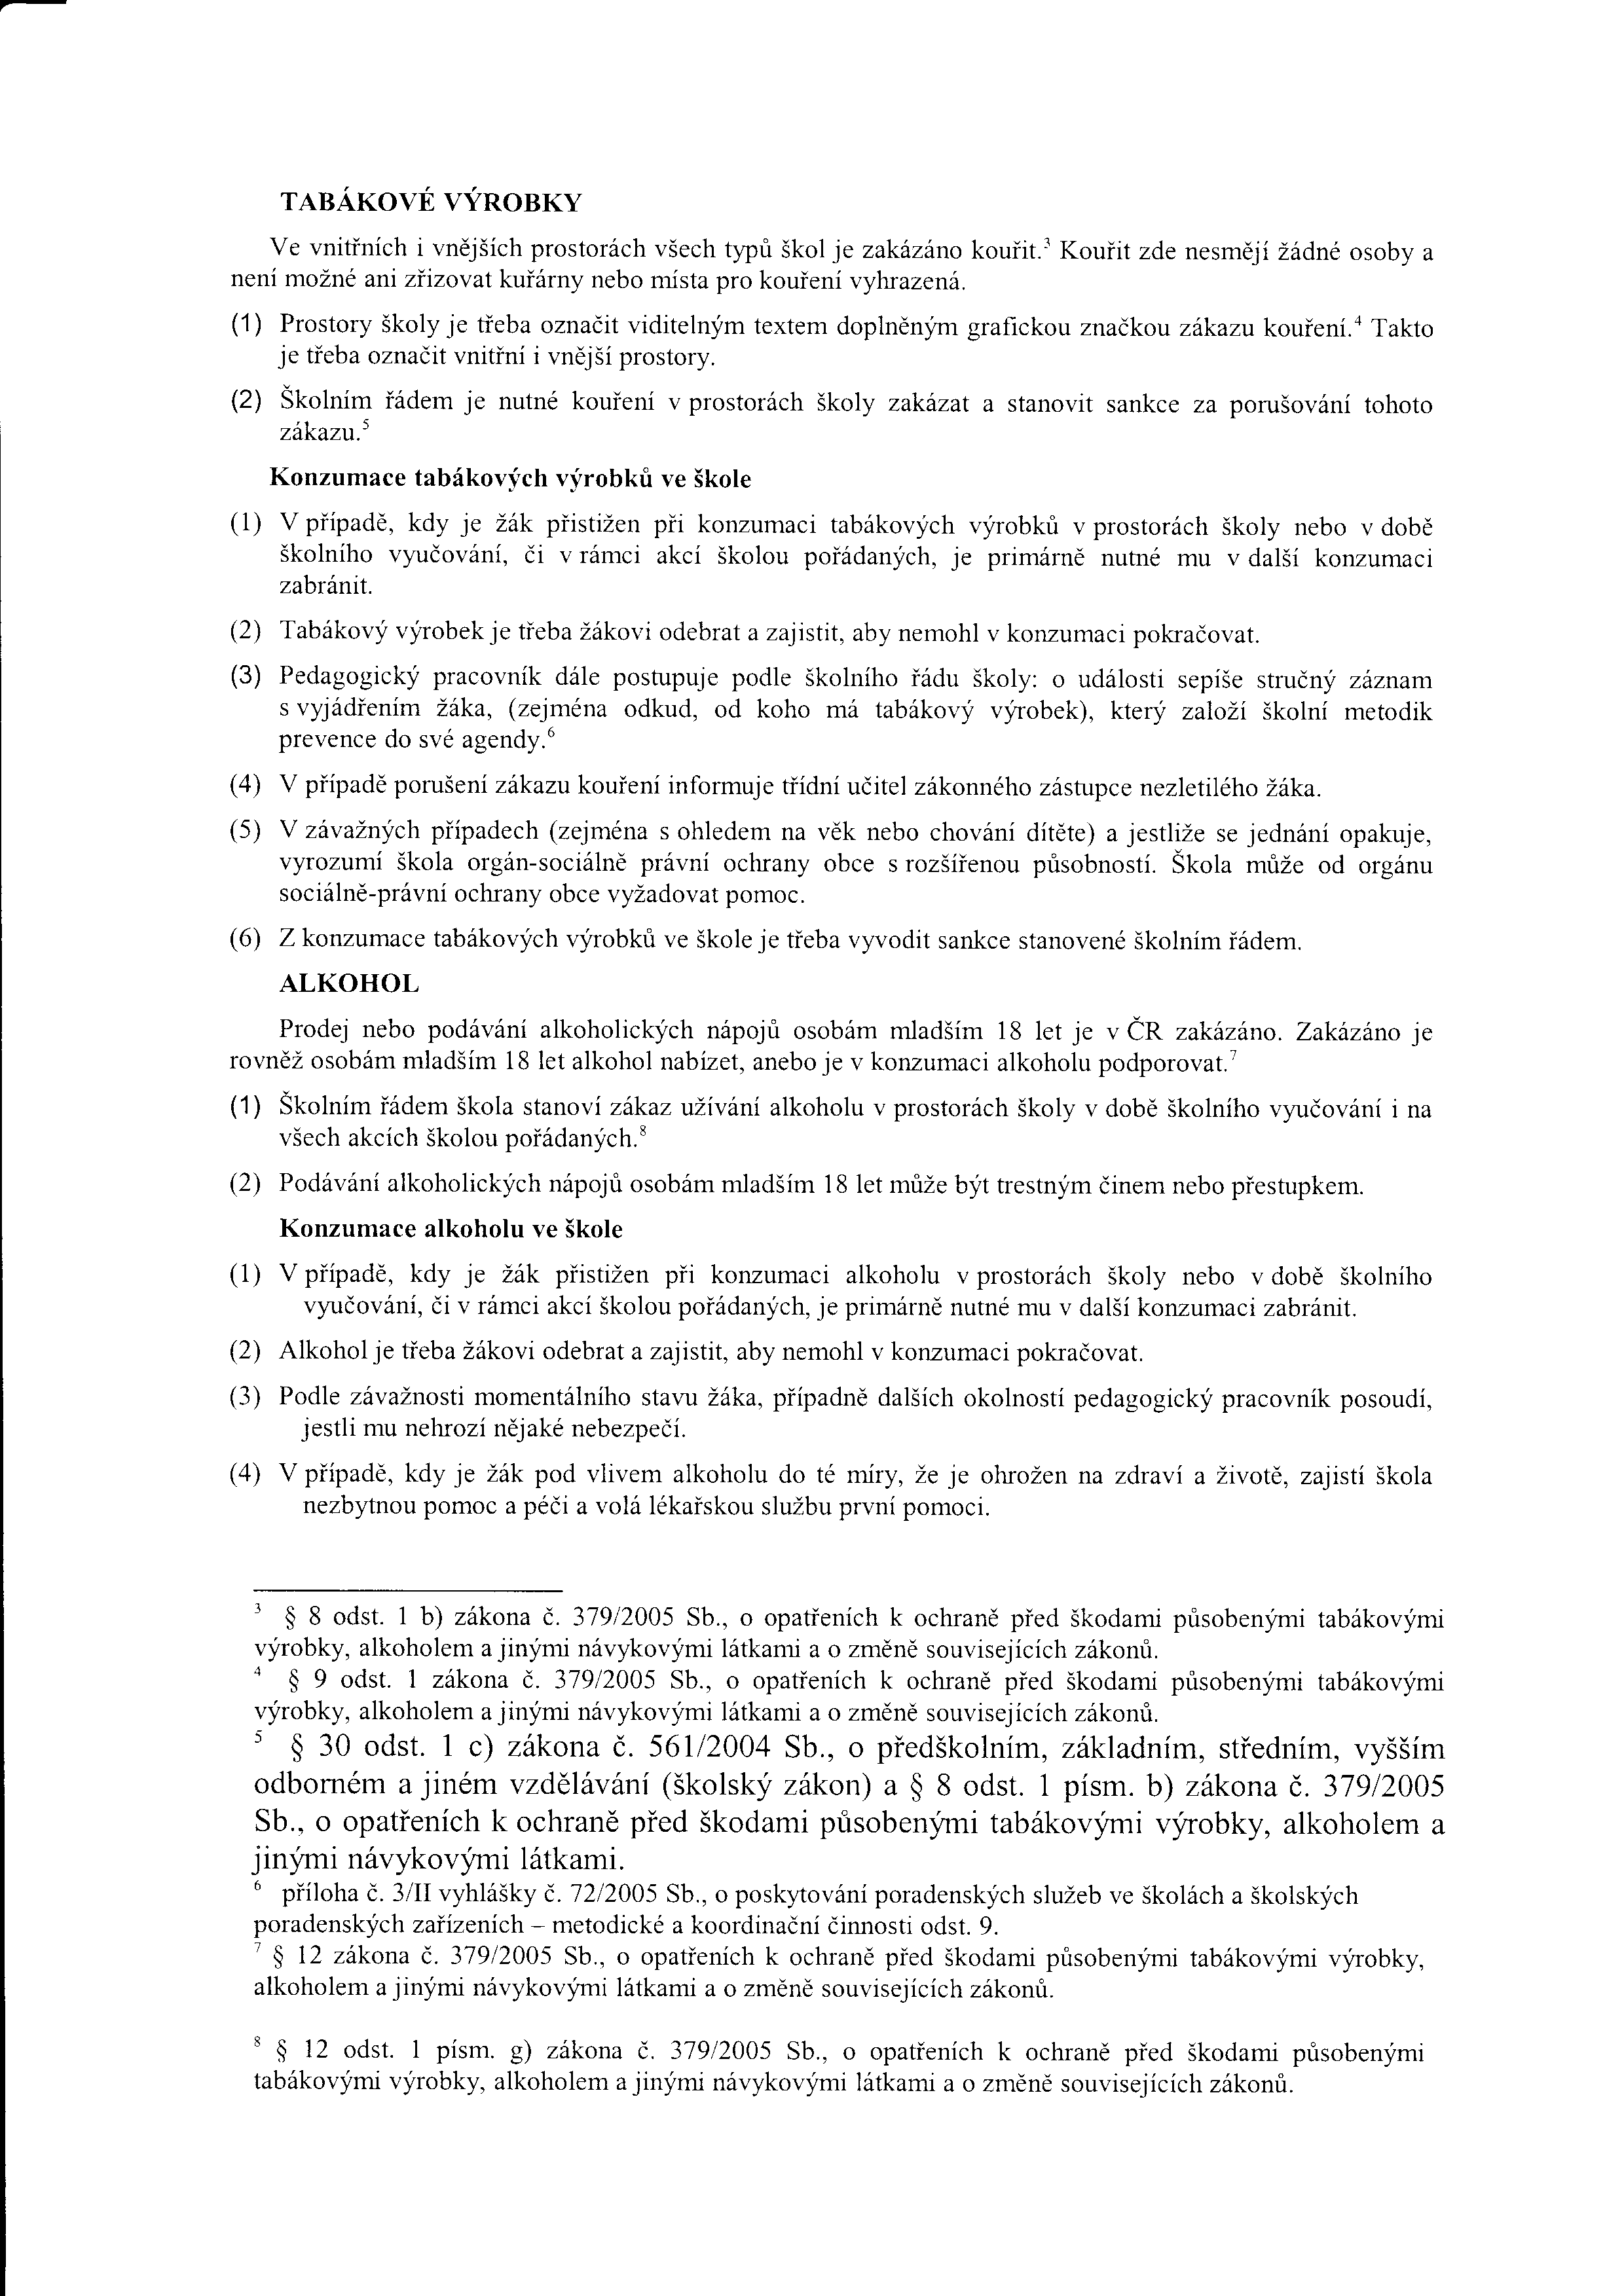 TABÁKOVÉ VÝROBKY
Ve vnitřních i vnějších prostorách všech typů škol je zakázáno kouřit.³ Kouřit zde nesmějí žádné osoby a
není možné ani zřizovat kuřárny nebo místa pro kouření vyhrazená.
(1) Prostory školy je třeba označit viditelným textem doplněným grafickou značkou zákazu kouření.⁴ Takto
je třeba označit vnitřní i vnější prostory.
(2) Školním řádem je nutné kouření v prostorách školy zakázat a stanovit sankce za porušování tohoto
zákazu.⁵
Konzumace tabákových výrobků ve škole
(1) V případě, kdy je žák přistižen při konzumaci tabákových výrobků v prostorách školy nebo v době
školního vyučování, či v rámci akcí školou pořádaných, je primárně nutné mu v další konzumaci
zabránit.
(2) Tabákový výrobek je třeba žákovi odebrat a zajistit, aby nemohl v konzumaci pokračovat.
(3) Pedagogický pracovník dále postupuje podle školního řádu školy: o události sepíše stručný záznam
s vyjádřením žáka, (zejména odkud, od koho má tabákový výrobek), který založí školní metodik
prevence do své agendy.⁶
(4) V případě porušení zákazu kouření informuje třídní učitel zákonného zástupce nezletilého žáka.
(5) V závažných případech (zejména s ohledem na věk nebo chování dítěte) a jestliže se jednání opakuje,
vyrozumí škola orgán-sociálně právní ochrany obce s rozšířenou působností. Škola může od orgánu
sociálně-právní ochrany obce vyžadovat pomoc.
(6) Z konzumace tabákových výrobků ve škole je třeba vyvodit sankce stanovené školním řádem.
ALKOHOL
Prodej nebo podávání alkoholických nápojů osobám mladším 18 let je v ČR zakázáno. Zakázáno je
rovněž osobám mladším 18 let alkohol nabízet, anebo je v konzumaci alkoholu podporovat.⁷
(1) Školním řádem škola stanoví zákaz užívání alkoholu v prostorách školy v době školního vyučování i na
všech akcích školou pořádaných.⁸
(2) Podávání alkoholických nápojů osobám mladším 18 let může být trestným činem nebo přestupkem.
Konzumace alkoholu ve škole
(1) V případě, kdy je žák přistižen při konzumaci alkoholu v prostorách školy nebo v době školního
vyučování, či v rámci akcí školou pořádaných, je primárně nutné mu v další konzumaci zabránit.
(2) Alkohol je třeba žákovi odebrat a zajistit, aby nemohl v konzumaci pokračovat.
(3) Podle závažnosti momentálního stavu žáka, případně dalších okolností pedagogický pracovník posoudí,
jestli mu nehrozí nějaké nebezpečí.
(4) V případě, kdy je žák pod vlivem alkoholu do té míry, že je ohrožen na zdraví a životě, zajistí škola
nezbytnou pomoc a péči a volá lékařskou službu první pomoci.
³ § 8 odst. 1 b) zákona č. 379/2005 Sb., o opatřeních k ochraně před škodami působenými tabákovými
výrobky, alkoholem a jinými návykovými látkami a o změně souvisejících zákonů.
⁴ § 9 odst. 1 zákona č. 379/2005 Sb., o opatřeních k ochraně před škodami působenými tabákovými
výrobky, alkoholem a jinými návykovými látkami a o změně souvisejících zákonů.
⁵ § 30 odst. 1 c) zákona č. 561/2004 Sb., o předškolním, základním, středním, vyšším
odborném a jiném vzdělávání (školský zákon) a § 8 odst. 1 písm. b) zákona č. 379/2005
Sb., o opatřeních k ochraně před škodami působenými tabákovými výrobky, alkoholem a
jinými návykovými látkami.
⁶ příloha č. 3/II vyhlášky č. 72/2005 Sb., o poskytování poradenských služeb ve školách a školských
poradenských zařízeních – metodické a koordinační činnosti odst. 9.
⁷ § 12 zákona č. 379/2005 Sb., o opatřeních k ochraně před škodami působenými tabákovými výrobky,
alkoholem a jinými návykovými látkami a o změně souvisejících zákonů.
⁸ § 12 odst. 1 písm. g) zákona č. 379/2005 Sb., o opatřeních k ochraně před škodami působenými
tabákovými výrobky, alkoholem a jinými návykovými látkami a o změně souvisejících zákonů.